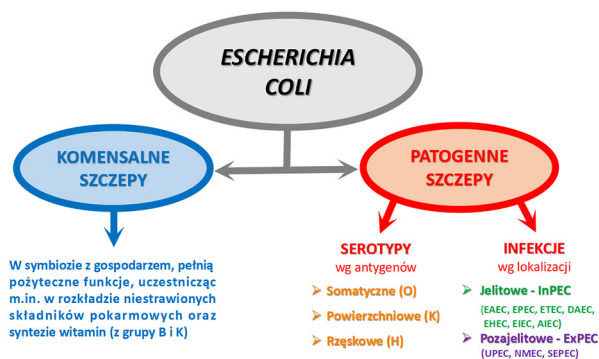 ESCHERICHIA
COLI
KOMENSALNE
SZCZEPY
PATOGENNE
SZCZEPY
W symbiozie z gospodarzem, pełnią
pożyteczne funkcje, uczestnicząc
m.in. w rozkładzie niestrawionych
składników pokarmowych oraz
syntezie witamin (z grupy B i K)
SEROTYPY
wg antygenów
➢ Somatyczne (O)
➢ Powierzchniowe (K)
➢ Rzęskowe (H)
INFEKCJE
wg lokalizacji
➢ Jelitowe - InPEC
(EAEC, EPEC, ETEC, DAEC,
EHEC, EIEC, AIEC)
➢ Pozajelitowe - ExPEC
(UPEC, NMEC, SEPEC)